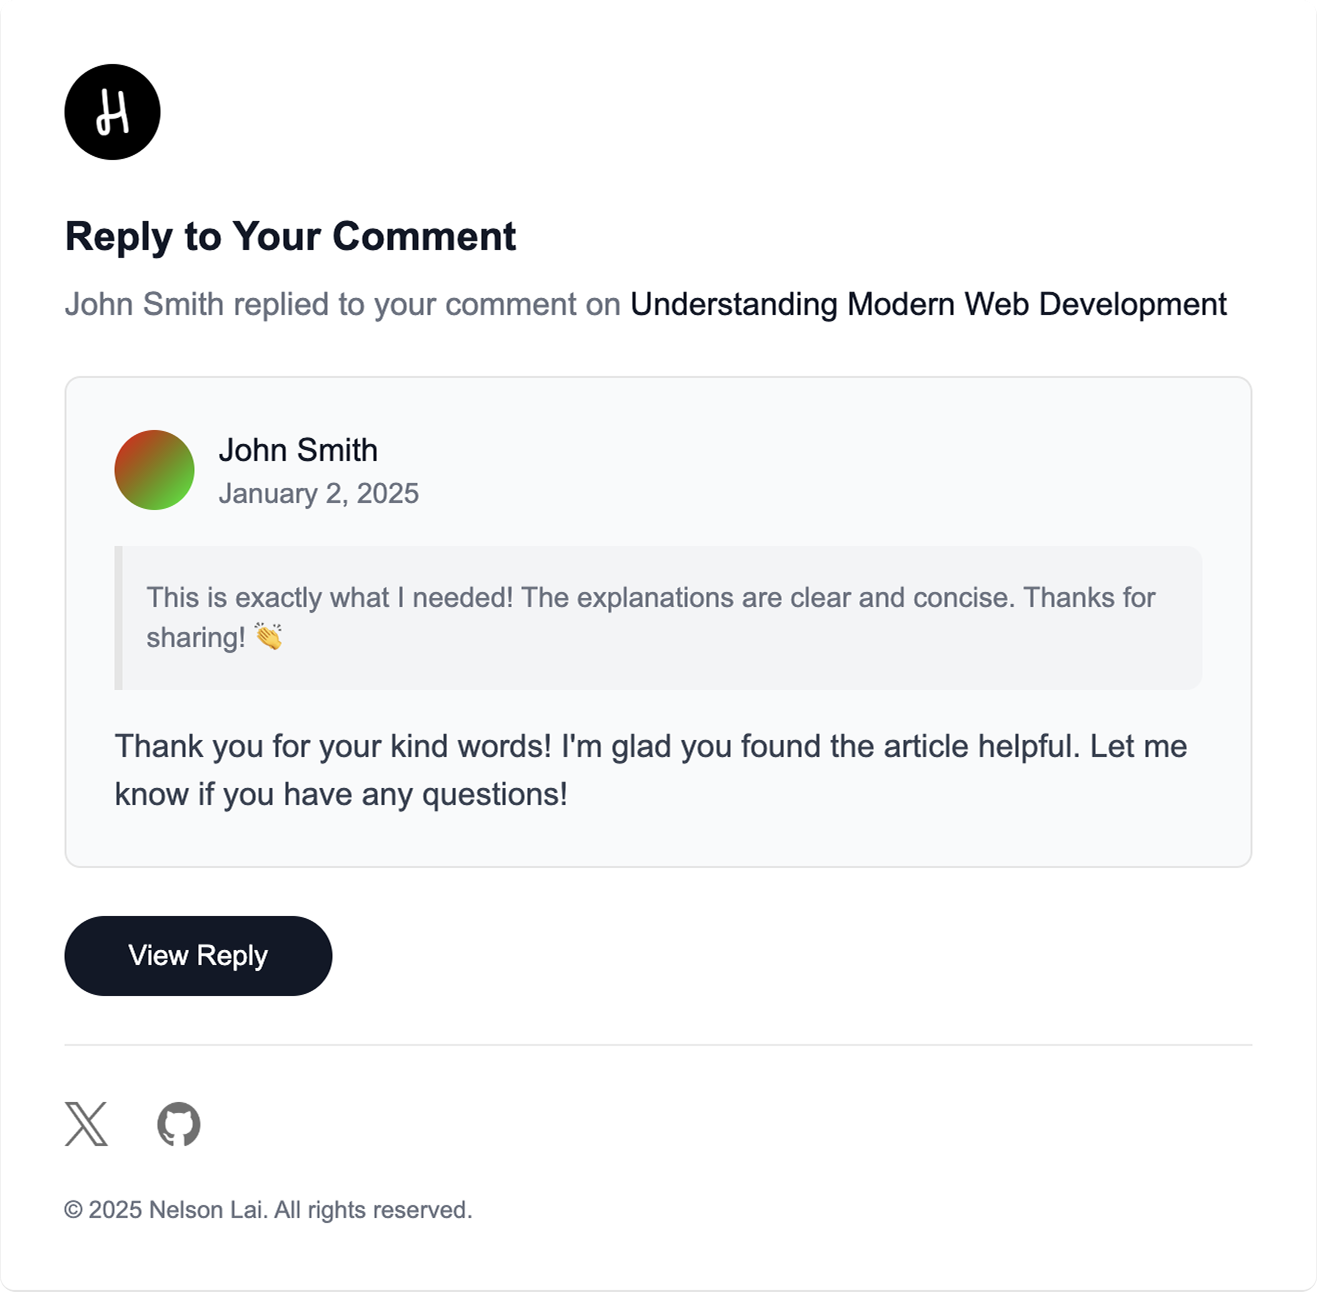 Reply to Your Comment
John Smith replied to your comment on Understanding Modern Web Development
John Smith
January 2, 2025
This is exactly what I needed! The explanations are clear and concise. Thanks for
sharing! 👏
Thank you for your kind words! I'm glad you found the article helpful. Let me
know if you have any questions!
View Reply
© 2025 Nelson Lai. All rights reserved.